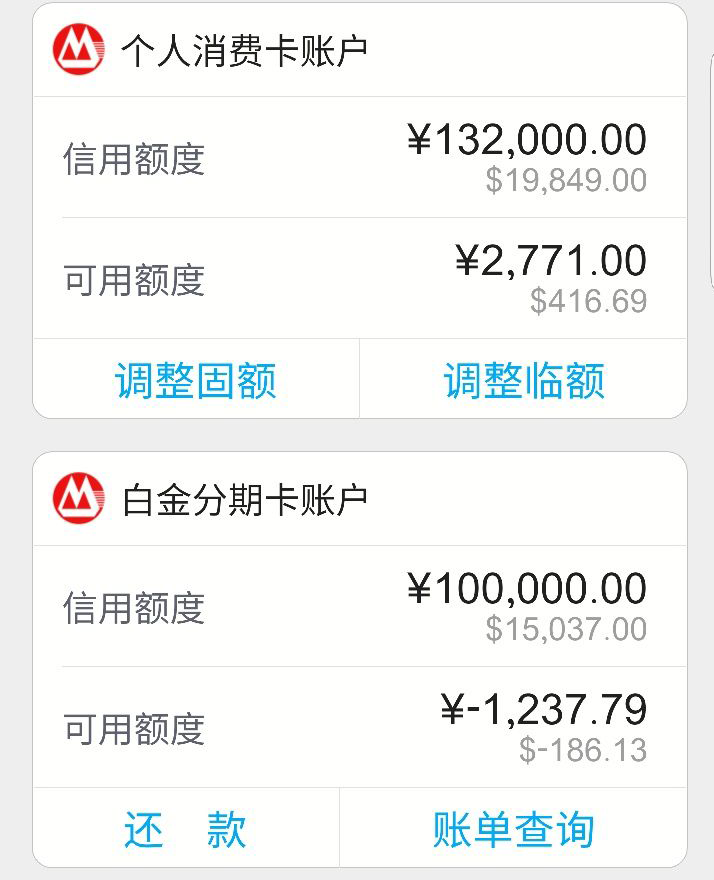 个人消费卡账户
信用额度
¥132,000.00
$19,849.00
可用额度
¥2,771.00
$416.69
调整固额 调整临额
白金分期卡账户
信用额度
¥100,000.00
$15,037.00
可用额度
¥-1,237.79
$-186.13
还 款 账单查询